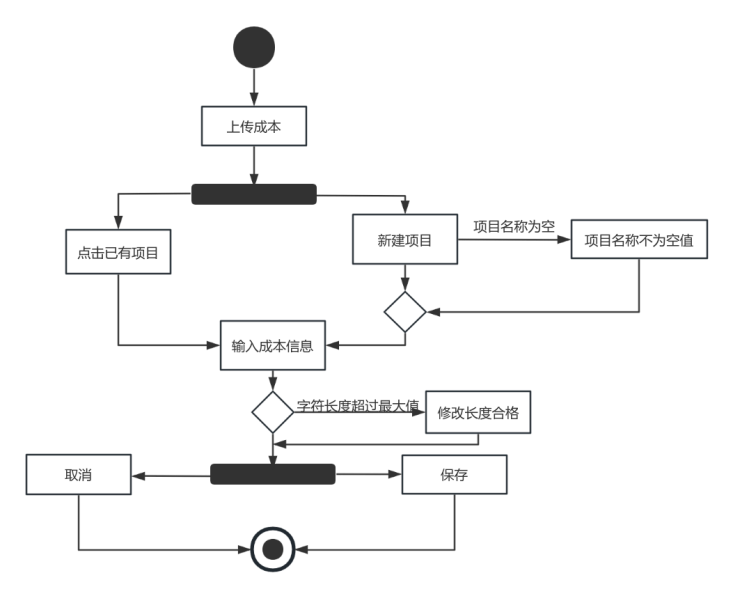 上传成本
点击已有项目
新建项目
项目名称为空
项目名称不为空值
输入成本信息
字符长度超过最大值
修改长度合格
取消
保存